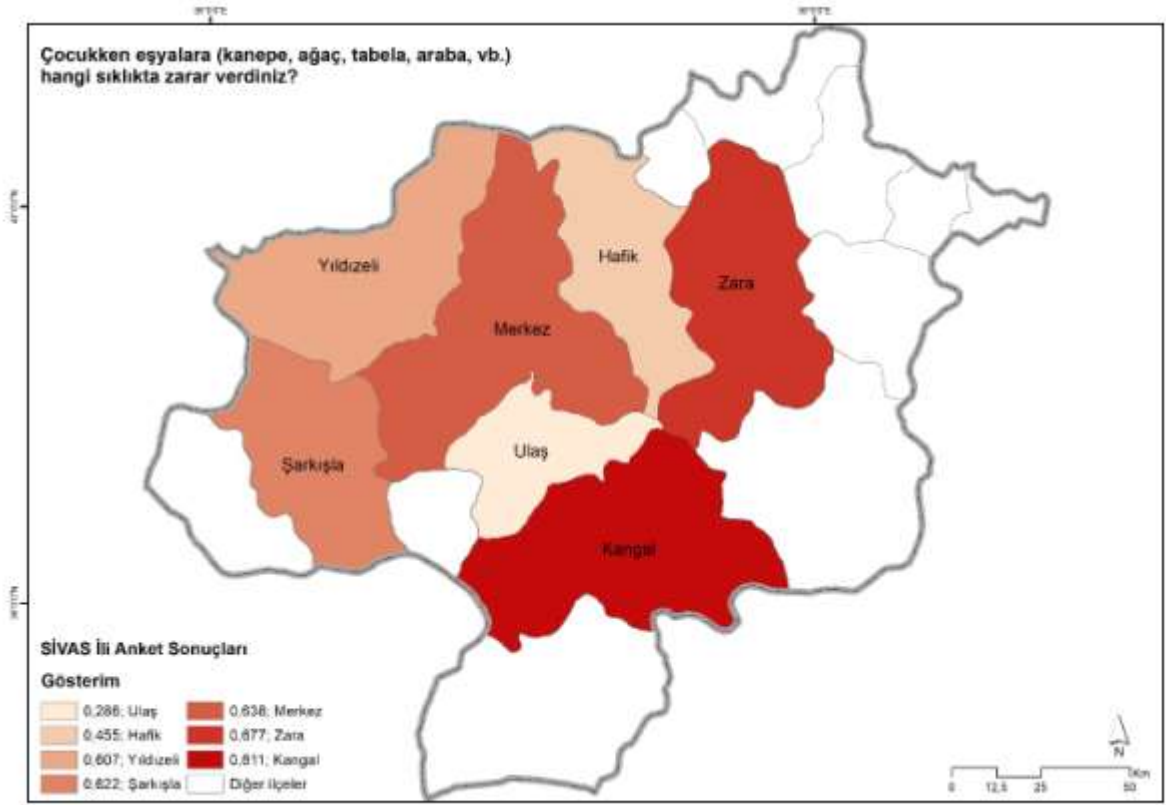 Çocukken eşyalara (kanepe, ağaç, tabela, araba, vb.)
hangi sıklıkta zarar verdiniz?
Yıldızeli
Hafik
Zara
Merkez
Ulaş
Şarkışla
Kangal
SİVAS İli Anket Sonuçları
Gösterim
0,286; Ulaş
0,455; Hafik
0,607; Yıldızeli
0,622; Şarkışla
0,638; Merkez
0,677; Zara
0,811; Kangal
Diğer ilçeler
N
Km
0 12,5 25 50